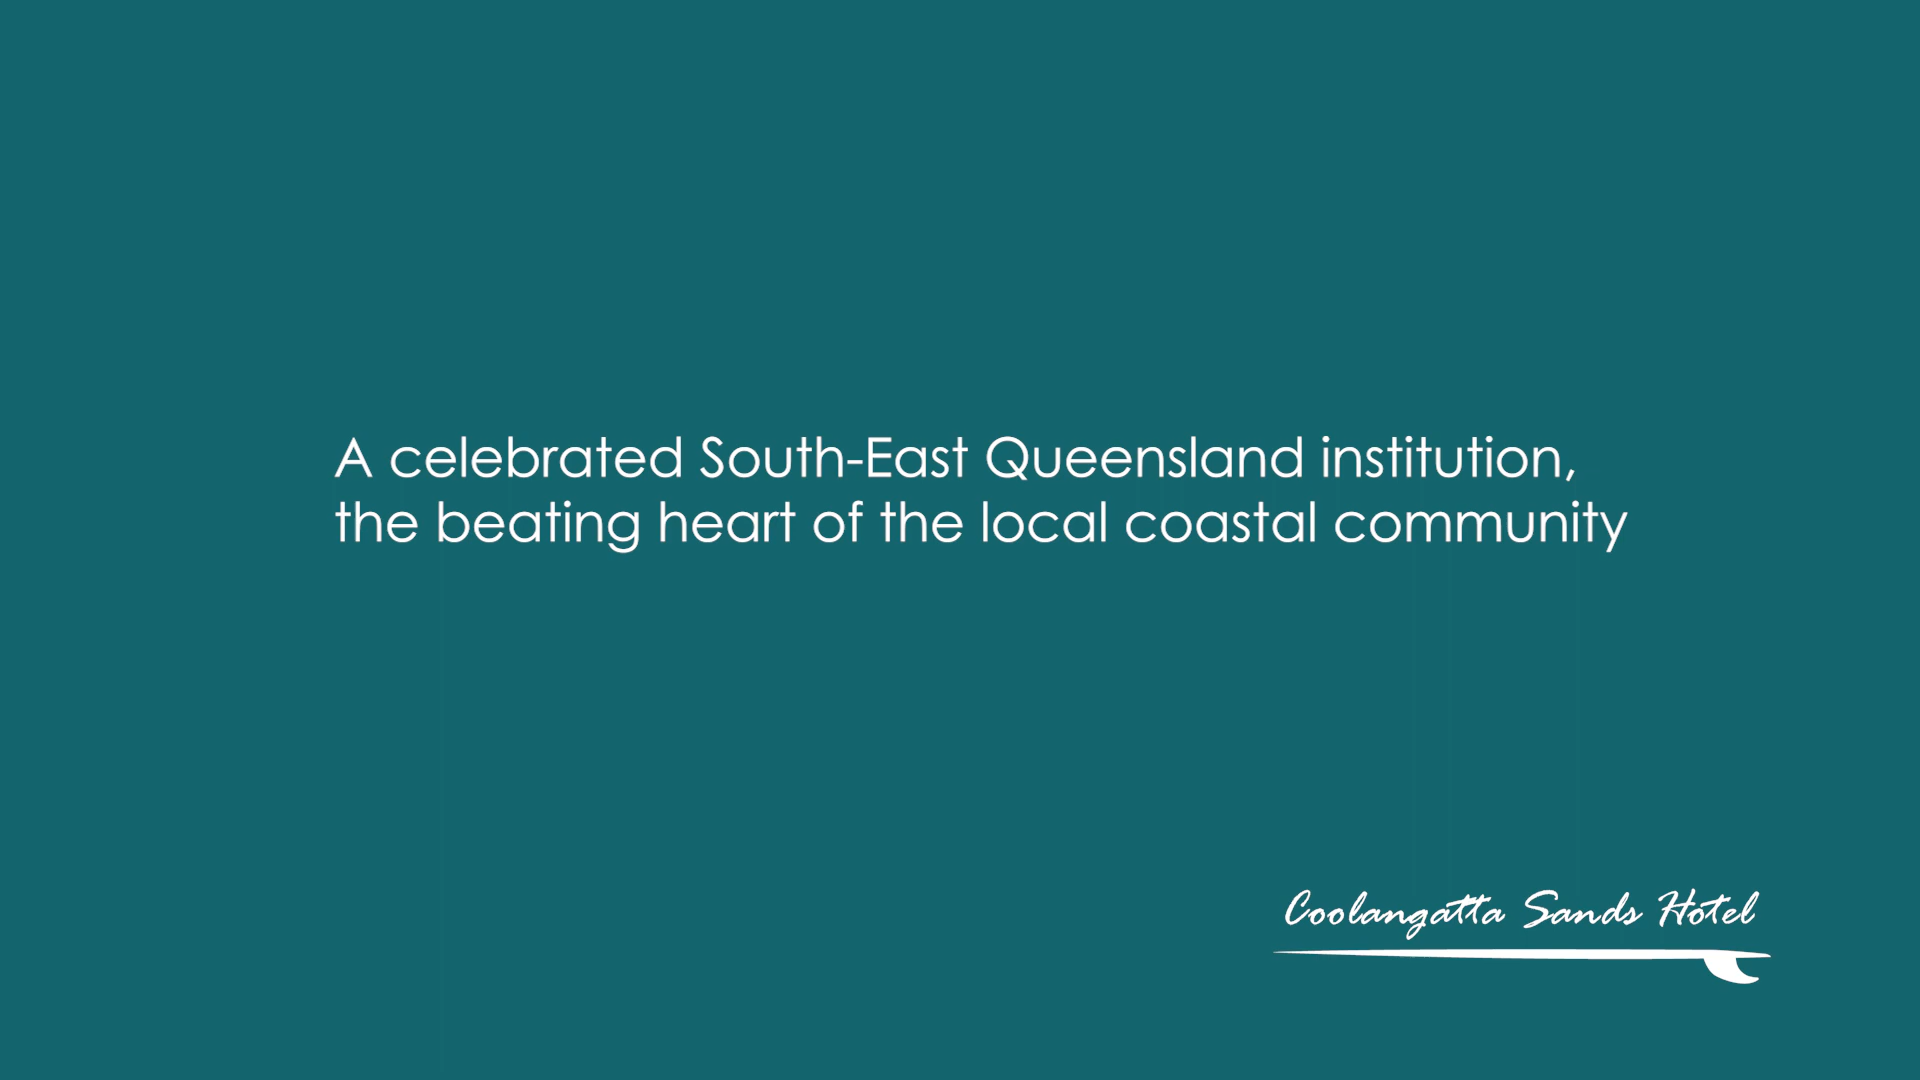 A celebrated South-East Queensland institution,
the beating heart of the local coastal community
Coolangatta Sands Hotel